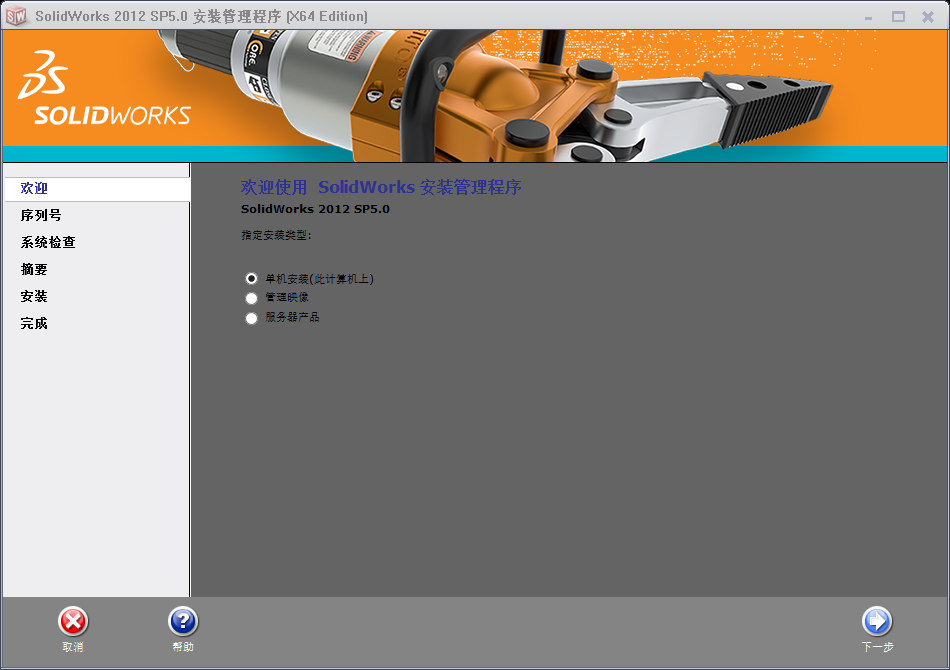 SolidWorks 2012 SP5.0 安装管理程序 (X64 Edition)
SOLIDWORKS
WARNING
欢迎
序列号
系统检查
摘要
安装
完成
欢迎使用 SolidWorks 安装管理程序
SolidWorks 2012 SP5.0
指定安装类型:
单机安装(此计算机上)
管理映像
服务器产品
取消
帮助
下一步